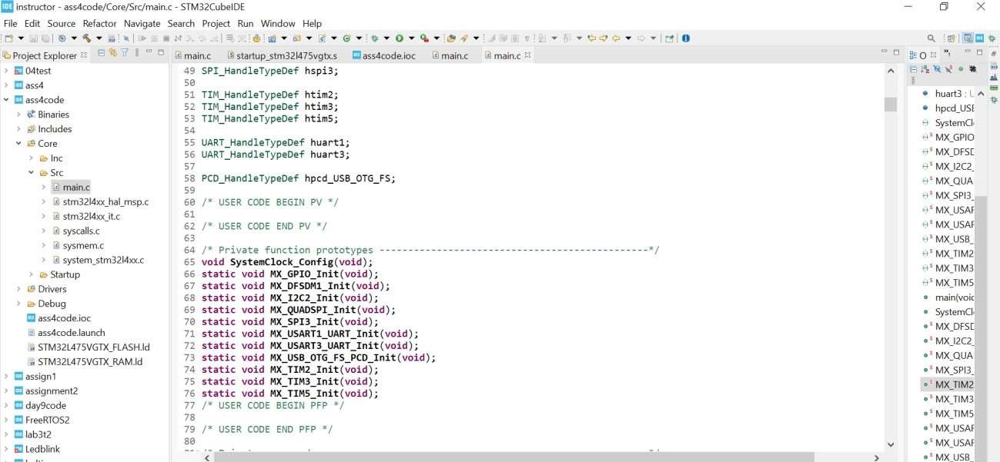 IDE instructor - ass4code/Core/Src/main.c - STM32CubeIDE
File Edit Source Refactor Navigate Search Project Run Window Help
Project Explorer
04test
ass4
ass4code
Binaries
Includes
Core
Inc
Src
main.c
stm32l4xx_hal_msp.c
stm32l4xx_it.c
syscalls.c
sysmem.c
system_stm32l4xx.c
Startup
Drivers
Debug
ass4code.ioc
ass4code.launch
STM32L475VGTX_FLASH.ld
STM32L475VGTX_RAM.ld
assign1
assignment2
day9code
FreeRTOS2
lab3t2
Ledblink
main.c startup_stm32l475vgtx.s ass4code.ioc main.c main.c
49 SPI_HandleTypeDef hspi3;
50
51 TIM_HandleTypeDef htim2;
52 TIM_HandleTypeDef htim3;
53 TIM_HandleTypeDef htim5;
54
55 UART_HandleTypeDef huart1;
56 UART_HandleTypeDef huart3;
57
58 PCD_HandleTypeDef hpcd_USB_OTG_FS;
59
60 /* USER CODE BEGIN PV */
61
62 /* USER CODE END PV */
63
64 /* Private function prototypes -----------------------------------------------*/
65 void SystemClock_Config(void);
66 static void MX_GPIO_Init(void);
67 static void MX_DFSDM1_Init(void);
68 static void MX_I2C2_Init(void);
69 static void MX_QUADSPI_Init(void);
70 static void MX_SPI3_Init(void);
71 static void MX_USART1_UART_Init(void);
72 static void MX_USART3_UART_Init(void);
73 static void MX_USB_OTG_FS_PCD_Init(void);
74 static void MX_TIM2_Init(void);
75 static void MX_TIM3_Init(void);
76 static void MX_TIM5_Init(void);
77 /* USER CODE BEGIN PFP */
78
79 /* USER CODE END PFP */
80
huart3 : U
hpcd_USE
SystemCl
MX_GPIO
MX_DFSD
MX_I2C2_
MX_QUA
MX_SPI3_
MX_USAR
MX_USAR
MX_USB_
MX_TIM2
MX_TIM3
MX_TIM5
main(voic
SystemCl
MX_DFSD
MX_I2C2_
MX_QUA
MX_SPI3_
MX_TIM2
MX_TIM3
MX_TIM5
MX_USAR
MX_USAR
MX_USB_